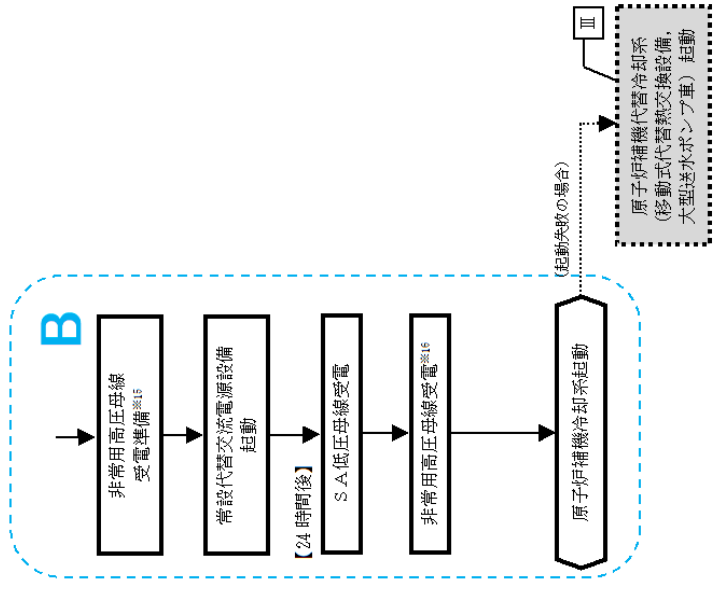 B
非常用高圧母線
受電準備※15
常設代替交流電源設備
起動
【24 時間後】
ＳＡ低圧母線受電
非常用高圧母線受電※16
原子炉補機冷却系起動
(起動失敗の場合)
Ⅲ
原子炉補機代替冷却系
(移動式代替熱交換設備,
大型送水ポンプ車) 起動